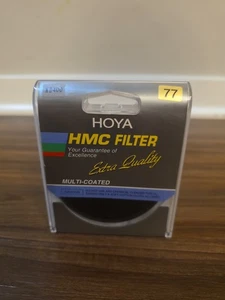 77
HOYA
HMC FILTER
Your Guarantee of
Excellence
Extra Quality
MULTI-COATED